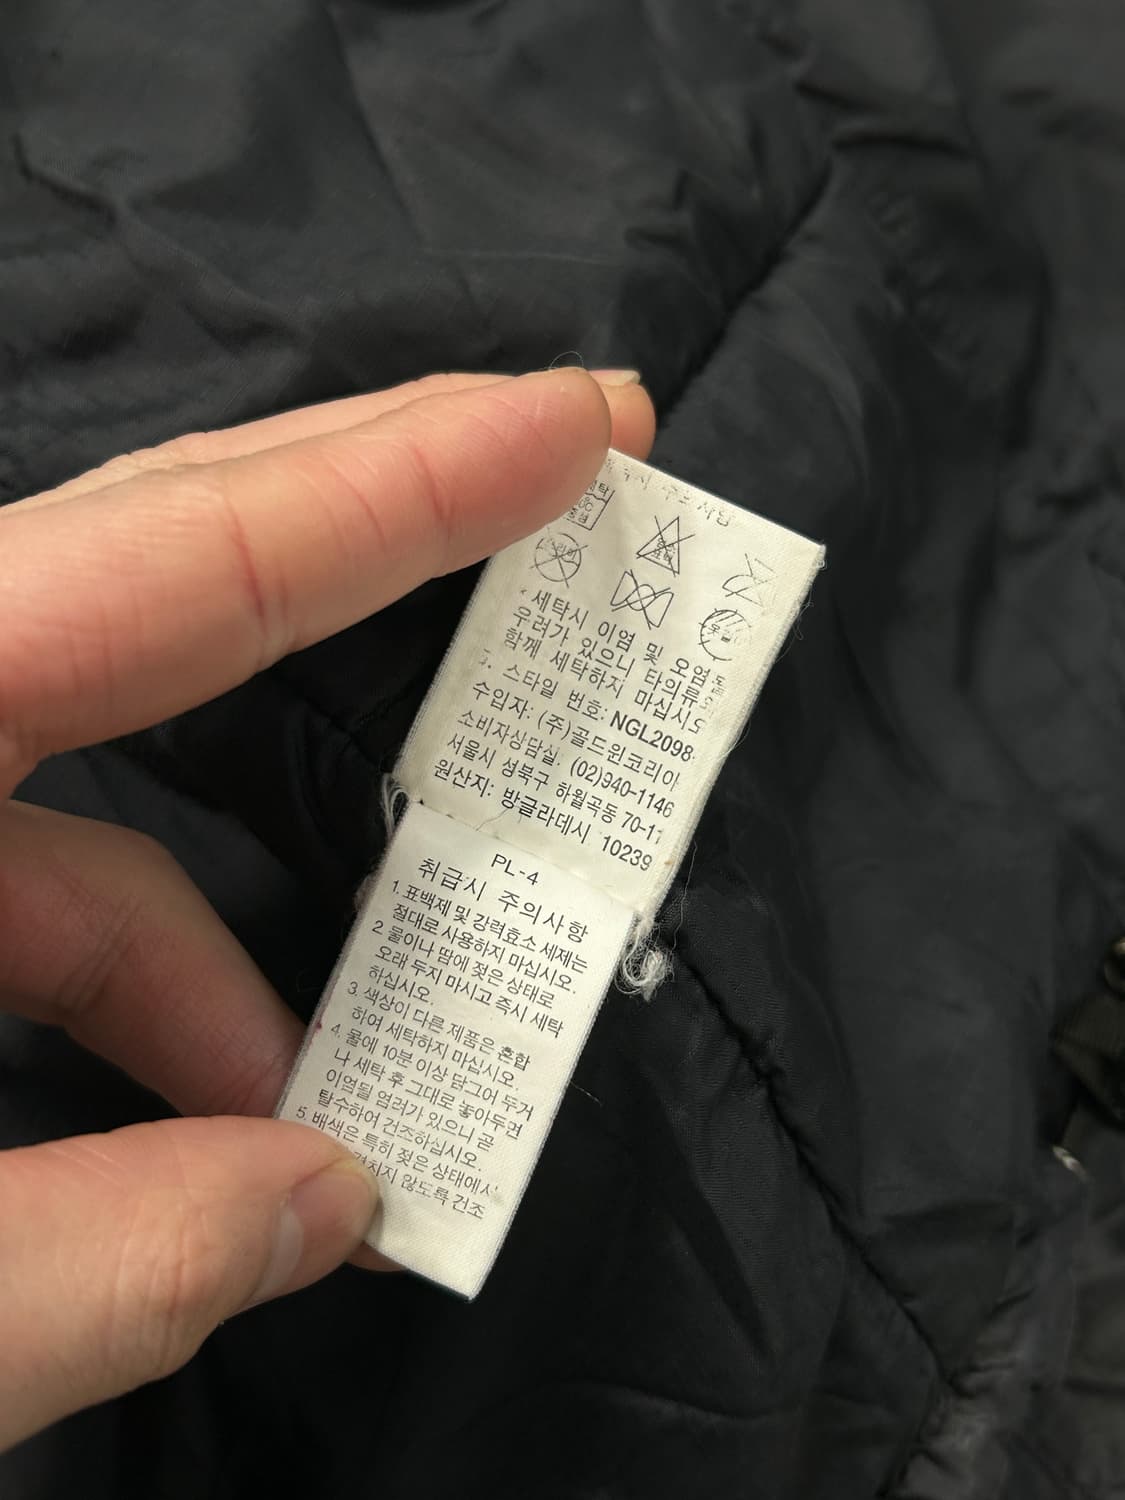 * 세탁시 이염 및 오염
우려가 있으니 타의류
함께 세탁하지 마십시
스타일 번호: NGL2098
수입자: (주)골드윈코리아
소비자상담실: (02)940-1146
서울시 성북구 하월곡동 70-1
원산지: 방글라데시 10239
PL-4
취급시 주의사항
1. 표백제 및 강력효소 세제는
절대로 사용하지 마십시오.
2 물이나 땀에 젖은 상태로
오래 두지 마시고 즉시 세탁
하십시오.
3. 색상이 다른 제품은 혼합
하여 세탁하지 마십시오.
4. 물에 10분 이상 담그어 두거
나 세탁 후 그대로 놓아두면
이염될 염려가 있으니 곧
탈수하여 건조하십시오.
5. 배색은 특히 젖은 상태에서
겹치지 않도록 건조